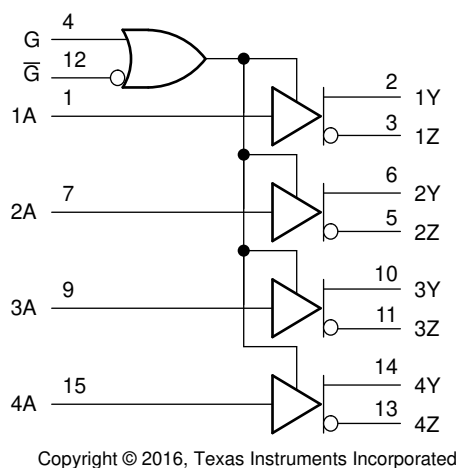 G 4
G̅ 12
1A 1
2 1Y
3 1Z
2A 7
6 2Y
5 2Z
3A 9
10 3Y
11 3Z
4A 15
14 4Y
13 4Z
Copyright © 2016, Texas Instruments Incorporated